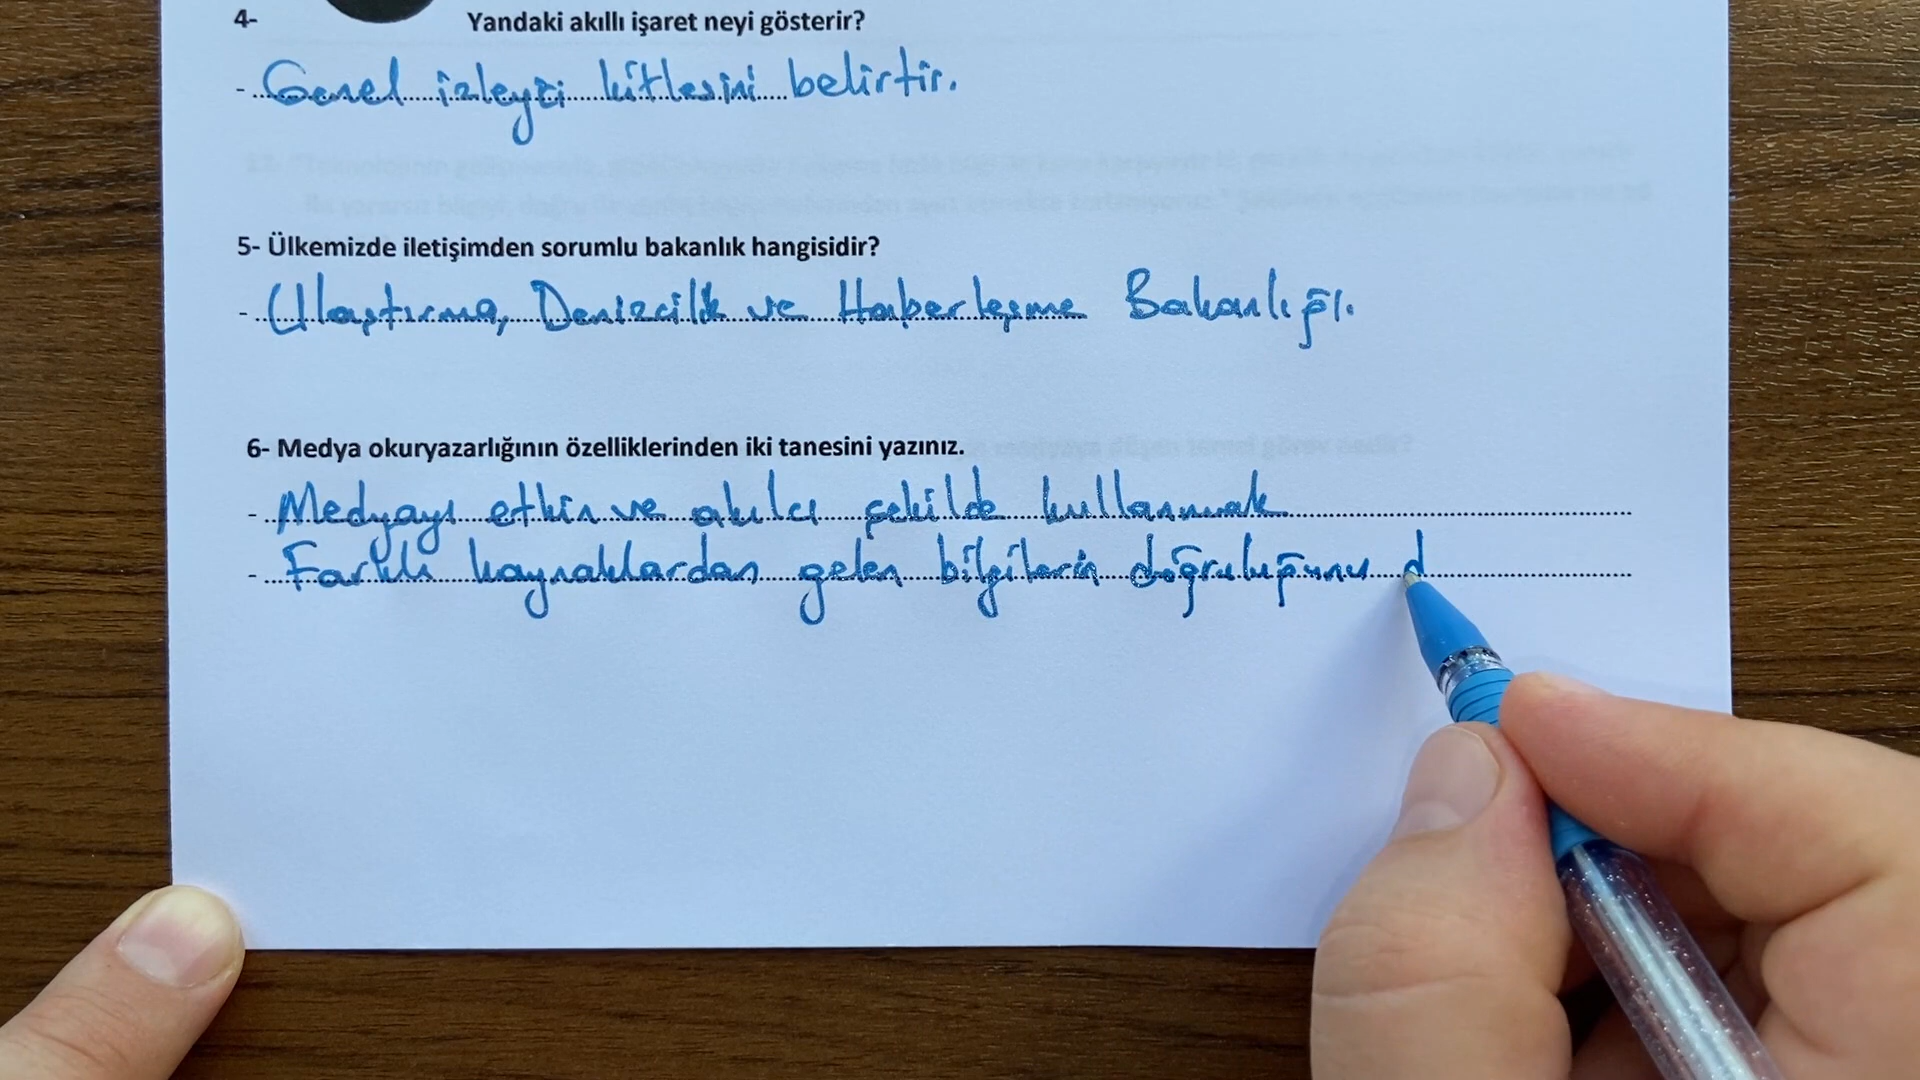 4- Yandaki akıllı işaret neyi gösterir?
- Genel izleyici kitlesini belirtir.
5- Ülkemizde iletişimden sorumlu bakanlık hangisidir?
- Ulaştırma, Denizcilik ve Haberleşme Bakanlığı.
6- Medya okuryazarlığının özelliklerinden iki tanesini yazınız.
- Medyayı etkin ve akılcı şekilde kullanmak
- Farklı kaynaklardan gelen bilgilerin doğruluğunu d